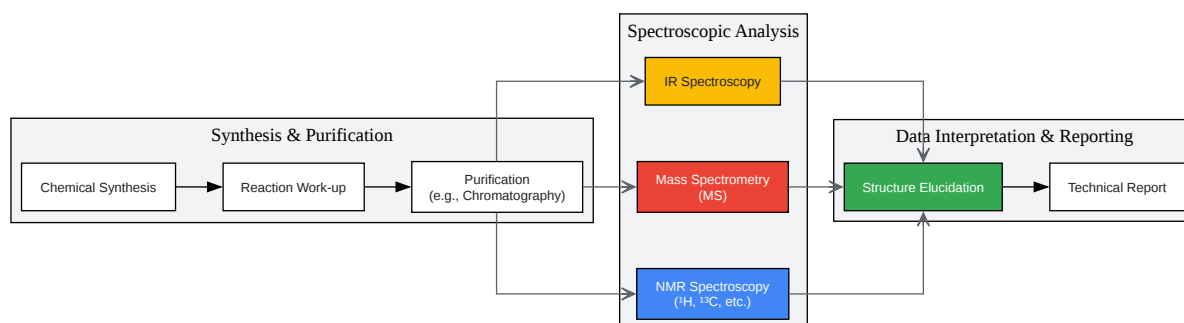 Spectroscopic Analysis
IR Spectroscopy
Synthesis & Purification
Data Interpretation & Reporting
Chemical Synthesis
Reaction Work-up
Purification
(e.g., Chromatography)
Mass Spectrometry
(MS)
Structure Elucidation
Technical Report
NMR Spectroscopy
(¹H, ¹³C, etc.)